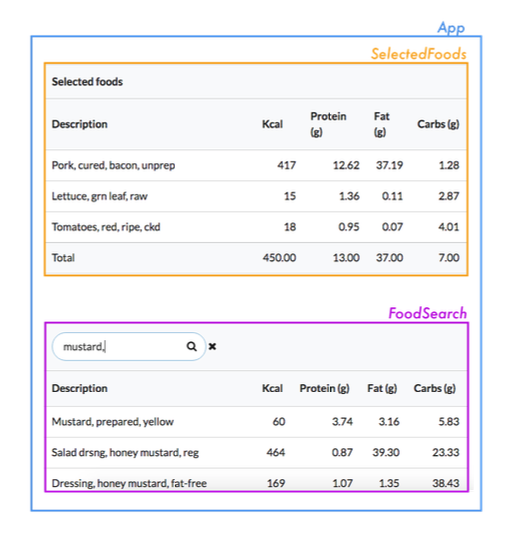 App
SelectedFoods
Selected foods
Description Kcal Protein (g) Fat (g) Carbs (g)
Pork, cured, bacon, unprep 417 12.62 37.19 1.28
Lettuce, grn leaf, raw 15 1.36 0.11 2.87
Tomatoes, red, ripe, ckd 18 0.95 0.07 4.01
Total 450.00 13.00 37.00 7.00
FoodSearch
mustard,
Description Kcal Protein (g) Fat (g) Carbs (g)
Mustard, prepared, yellow 60 3.74 3.16 5.83
Salad drsng, honey mustard, reg 464 0.87 39.30 23.33
Dressing, honey mustard, fat-free 169 1.07 1.35 38.43